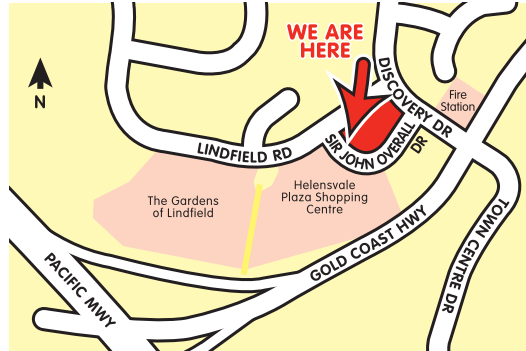 WE ARE
HERE
N
DISCOVERY DR
Fire
Station
SIR JOHN OVERALL
DR
LINDFIELD RD
The Gardens
of Lindfield
Helensvale
Plaza Shopping
Centre
GOLD COAST HWY
TOWN CENTRE DR
PACIFIC MWY